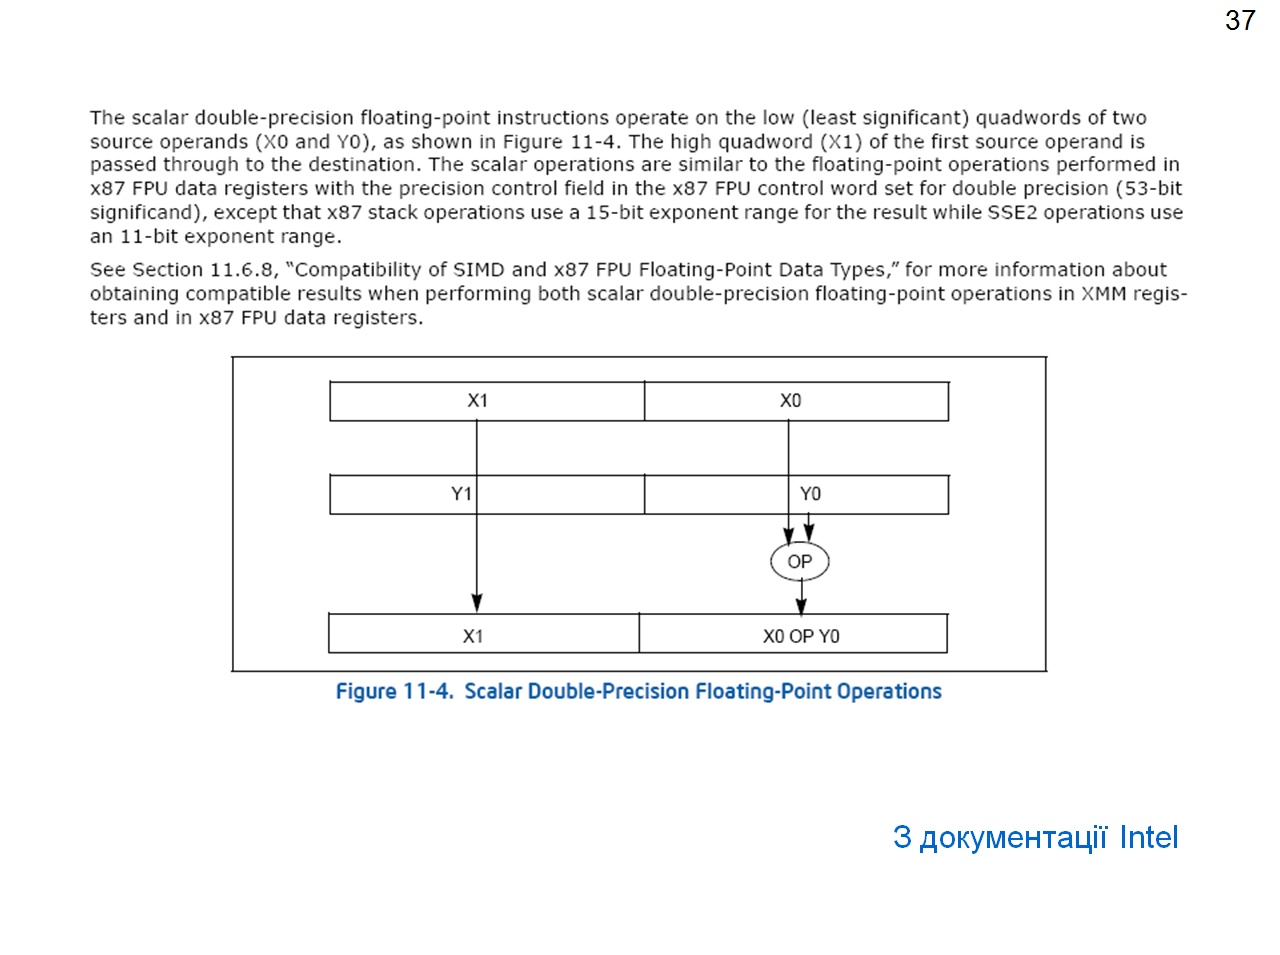 37
The scalar double-precision floating-point instructions operate on the low (least significant) quadwords of two
source operands (X0 and Y0), as shown in Figure 11-4. The high quadword (X1) of the first source operand is
passed through to the destination. The scalar operations are similar to the floating-point operations performed in
x87 FPU data registers with the precision control field in the x87 FPU control word set for double precision (53-bit
significand), except that x87 stack operations use a 15-bit exponent range for the result while SSE2 operations use
an 11-bit exponent range.
See Section 11.6.8, “Compatibility of SIMD and x87 FPU Floating-Point Data Types,” for more information about
obtaining compatible results when performing both scalar double-precision floating-point operations in XMM regis-
ters and in x87 FPU data registers.
X1 X0
Y1 Y0
OP
X1 X0 OP Y0
Figure 11-4. Scalar Double-Precision Floating-Point Operations
З документації Intel